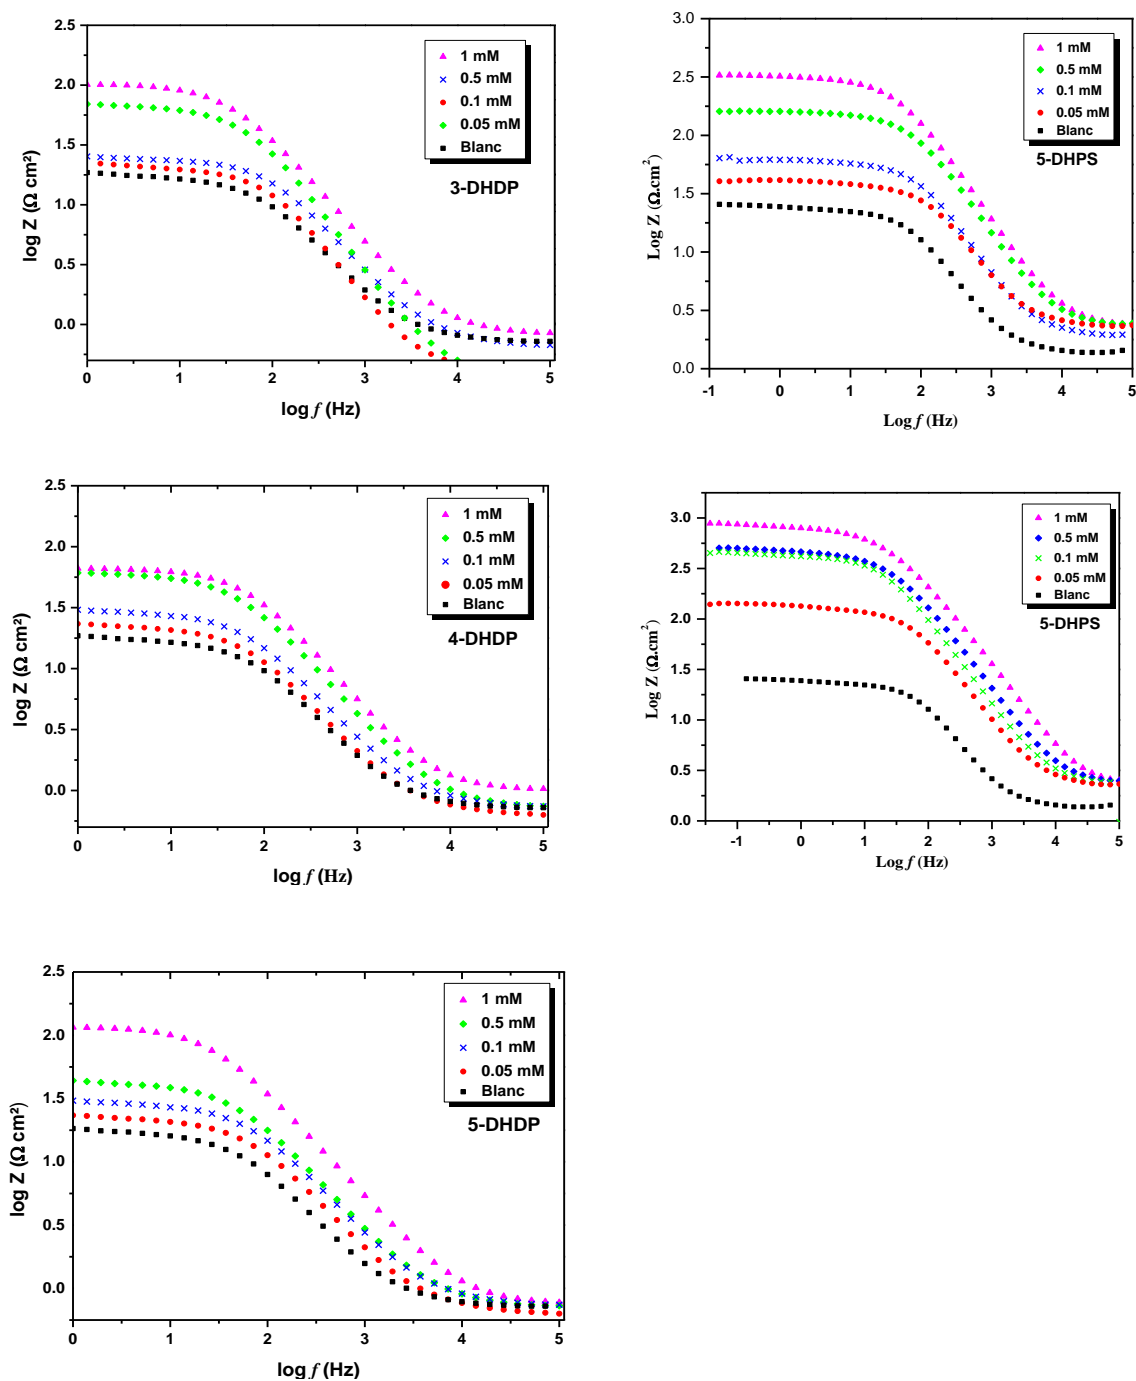 2.5
2.0
1.5
1.0
0.5
0.0
log Z (Ω cm²)
1 mM
0.5 mM
0.1 mM
0.05 mM
Blanc
3-DHDP
0 1 2 3 4 5
log f (Hz)
3.0
2.5
2.0
1.5
1.0
0.5
0.0
Log Z (Ω.cm²)
1 mM
0.5 mM
0.1 mM
0.05 mM
Blanc
5-DHPS
-1 0 1 2 3 4 5
Log f (Hz)
2.5
2.0
1.5
1.0
0.5
0.0
log Z (Ω cm²)
1 mM
0.5 mM
0.1 mM
0.05 mM
Blanc
4-DHDP
0 1 2 3 4 5
log f (Hz)
3.0
2.5
2.0
1.5
1.0
0.5
0.0
Log Z (Ω.cm²)
1 mM
0.5 mM
0.1 mM
0.05 mM
Blanc
5-DHPS
-1 0 1 2 3 4 5
Log f (Hz)
2.5
2.0
1.5
1.0
0.5
0.0
log Z (Ω cm²)
1 mM
0.5 mM
0.1 mM
0.05 mM
Blanc
5-DHDP
0 1 2 3 4 5
log f (Hz)